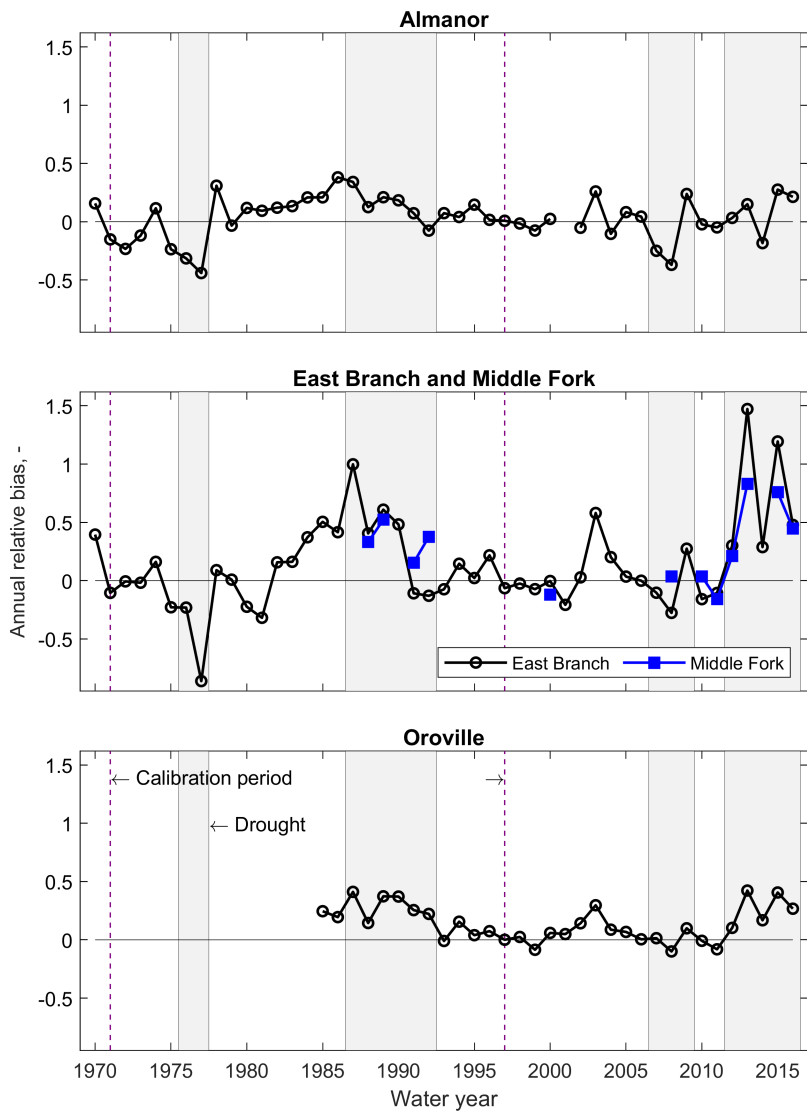 Almanor
1.5
1
0.5
0
-0.5
East Branch and Middle Fork
1.5
1
0.5
0
-0.5
Annual relative bias, -
East Branch
Middle Fork
Oroville
1.5
1
0.5
0
-0.5
← Calibration period →
← Drought
1970 1975 1980 1985 1990 1995 2000 2005 2010 2015
Water year